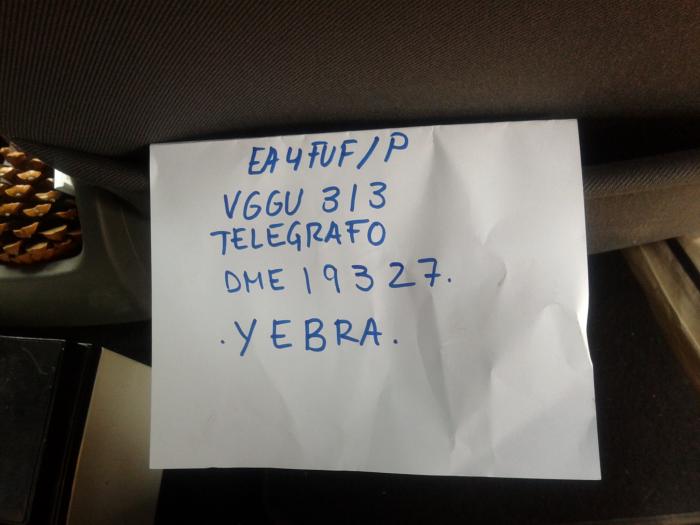 EA4FUF/P
VGGU 313
TELEGRAFO
DME 19327.
.YEBRA.